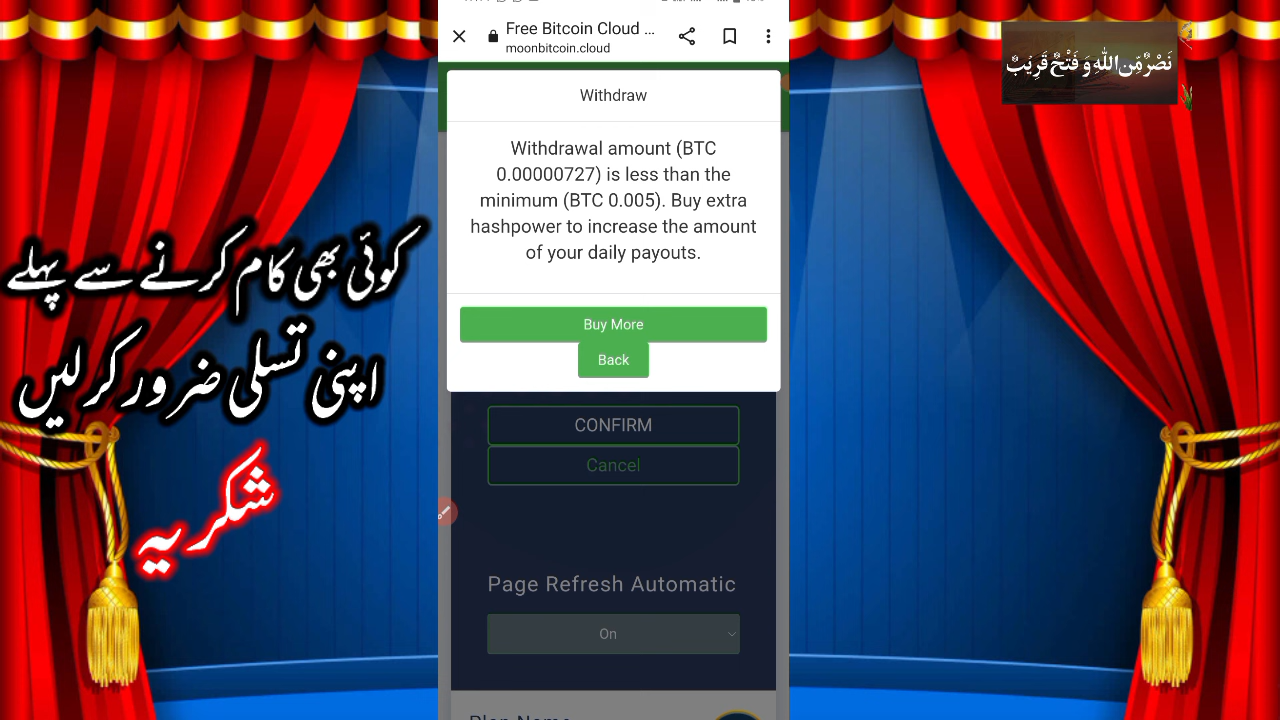 Free Bitcoin Cloud ...
moonbitcoin.cloud
نَصْرٌ مِّنَ اللّٰهِ وَ فَتْحٌ قَرِیْبٌ
Withdraw
Withdrawal amount (BTC
0.00000727) is less than the
minimum (BTC 0.005). Buy extra
hashpower to increase the amount
of your daily payouts.
Buy More
Back
CONFIRM
Cancel
Page Refresh Automatic
On
Plan Name
کوئی بھی کام کرنے سے پہلے
اپنی تسلی ضرور کرلیں
شکریہ